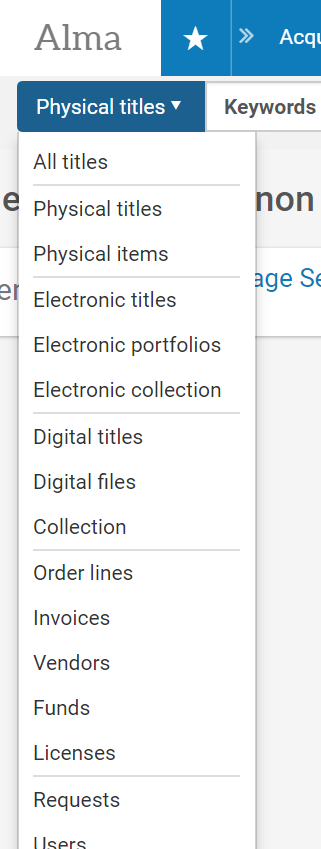 Alma
Acqu
Physical titles
Keywords
All titles
Physical titles
non
Physical items
age Se
Electronic titles
Electronic portfolios
Electronic collection
Digital titles
Digital files
Collection
Order lines
Invoices
Vendors
Funds
Licenses
Requests
Users